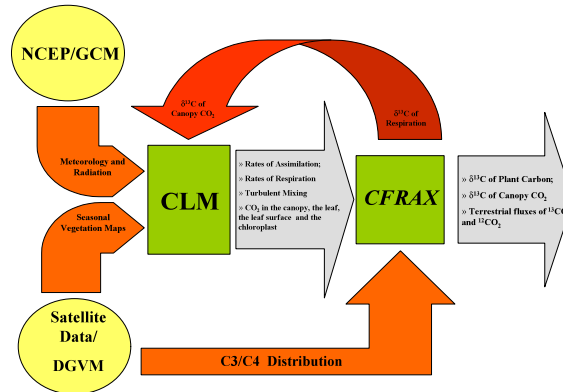 NCEP/GCM
δ¹³C of
Canopy CO₂
δ¹³C of
Respiration
Meteorology and
Radiation
Seasonal
Vegetation Maps
CLM
» Rates of Assimilation;
» Rates of Respiration
» Turbulent Mixing
» CO₂ in the canopy, the leaf,
the leaf surface and the
chloroplast
CFRAX
» δ¹³C of Plant Carbon
» δ¹³C of Canopy CO₂
» Terrestrial fluxes of ¹³CO
and ¹²CO₂
Satellite
Data/
DGVM
C3/C4 Distribution